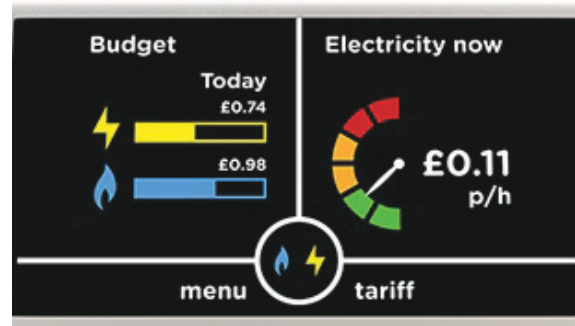 Budget
Today
£0.74
£0.98
Electricity now
£0.11
p/h
menu
tariff